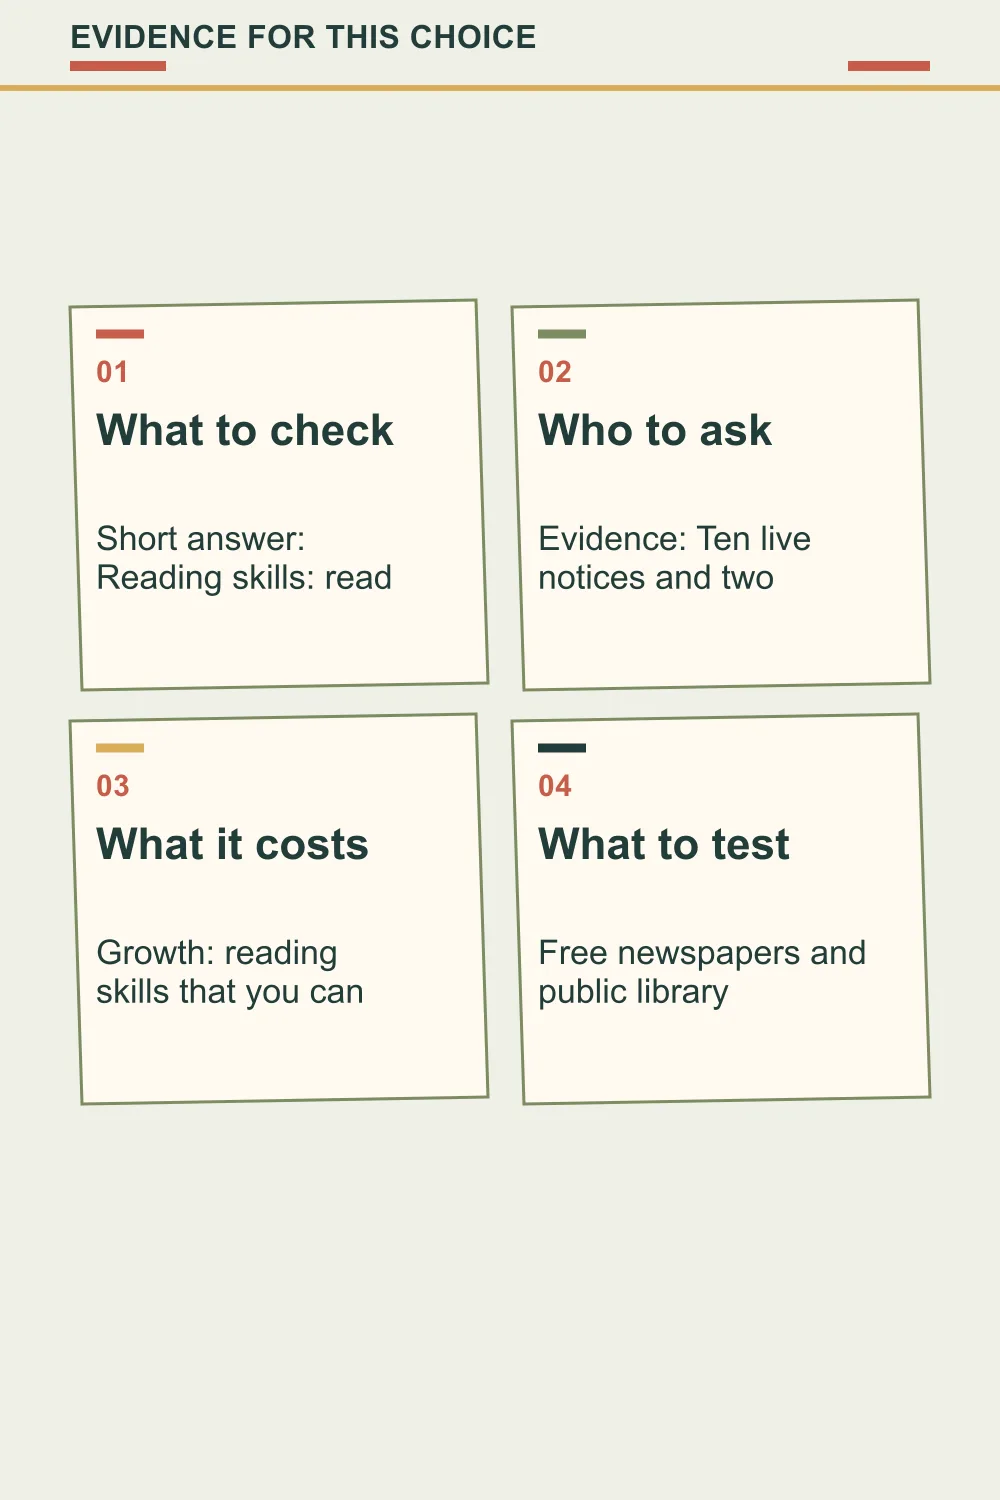 EVIDENCE FOR THIS CHOICE
01
What to check
Short answer:
Reading skills: read
02
Who to ask
Evidence: Ten live
notices and two
03
What it costs
Growth: reading
skills that you can
04
What to test
Free newspapers and
public library